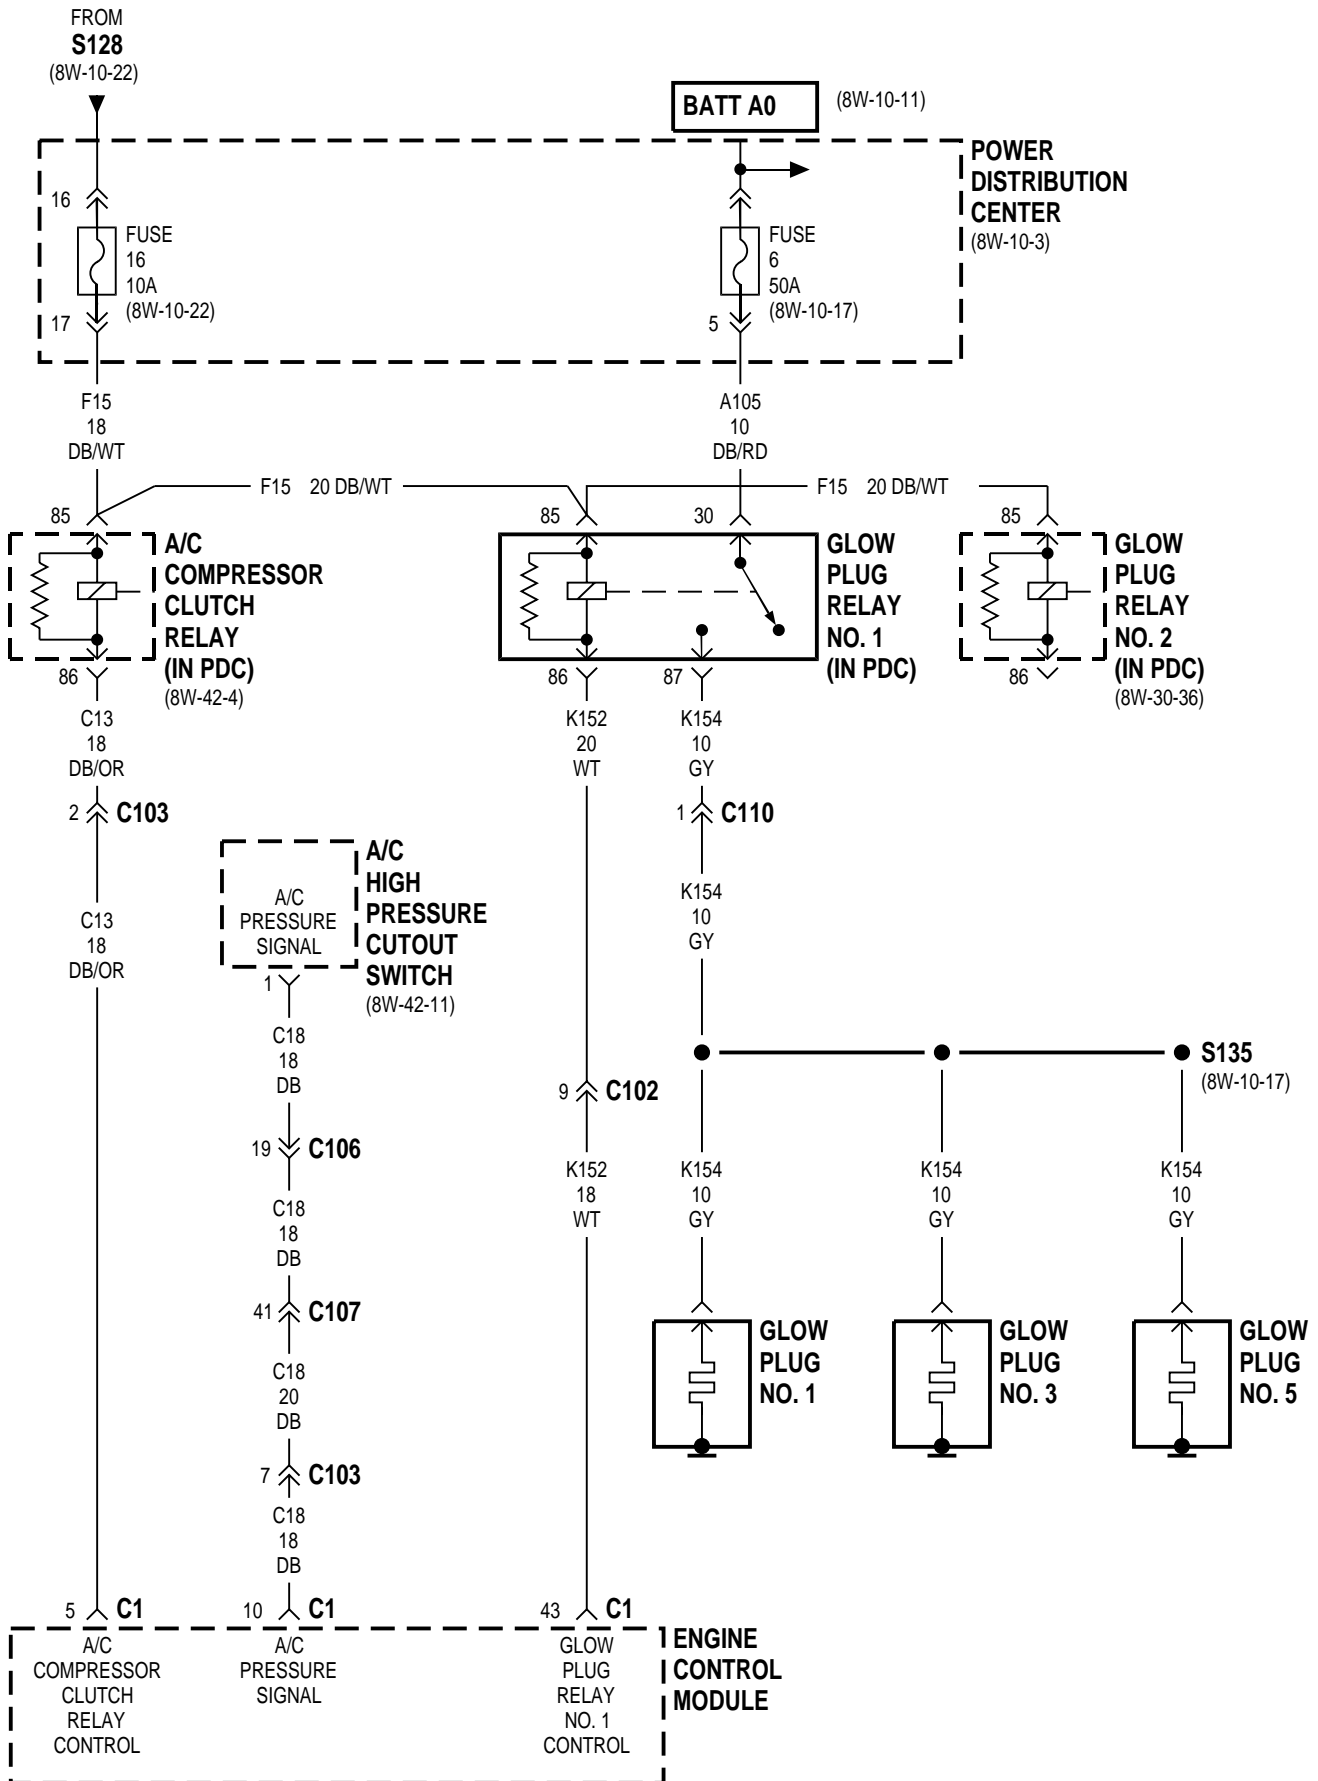 FROM
S128
(8W-10-22)
BATT A0
(8W-10-11)
POWER
DISTRIBUTION
CENTER
(8W-10-3)
16
FUSE
16
10A
(8W-10-22)
17
FUSE
6
50A
(8W-10-17)
5
F15
18
DB/WT
A105
10
DB/RD
F15 20 DB/WT
F15 20 DB/WT
85
A/C
COMPRESSOR
CLUTCH
RELAY
(IN PDC)
(8W-42-4)
86
85
30
GLOW
PLUG
RELAY
NO. 1
(IN PDC)
86
87
85
GLOW
PLUG
RELAY
NO. 2
(IN PDC)
(8W-30-36)
86
C13
18
DB/OR
2 C103
C13
18
DB/OR
K152
20
WT
K154
10
GY
1 C110
K154
10
GY
A/C
PRESSURE
SIGNAL
A/C
HIGH
PRESSURE
CUTOUT
SWITCH
(8W-42-11)
1
C18
18
DB
19 C106
C18
18
DB
41 C107
C18
20
DB
7 C103
C18
18
DB
9 C102
K152
18
WT
S135
(8W-10-17)
K154
10
GY
K154
10
GY
K154
10
GY
GLOW
PLUG
NO. 1
GLOW
PLUG
NO. 3
GLOW
PLUG
NO. 5
5 C1
10 C1
43 C1
A/C
COMPRESSOR
CLUTCH
RELAY
CONTROL
A/C
PRESSURE
SIGNAL
GLOW
PLUG
RELAY
NO. 1
CONTROL
ENGINE
CONTROL
MODULE